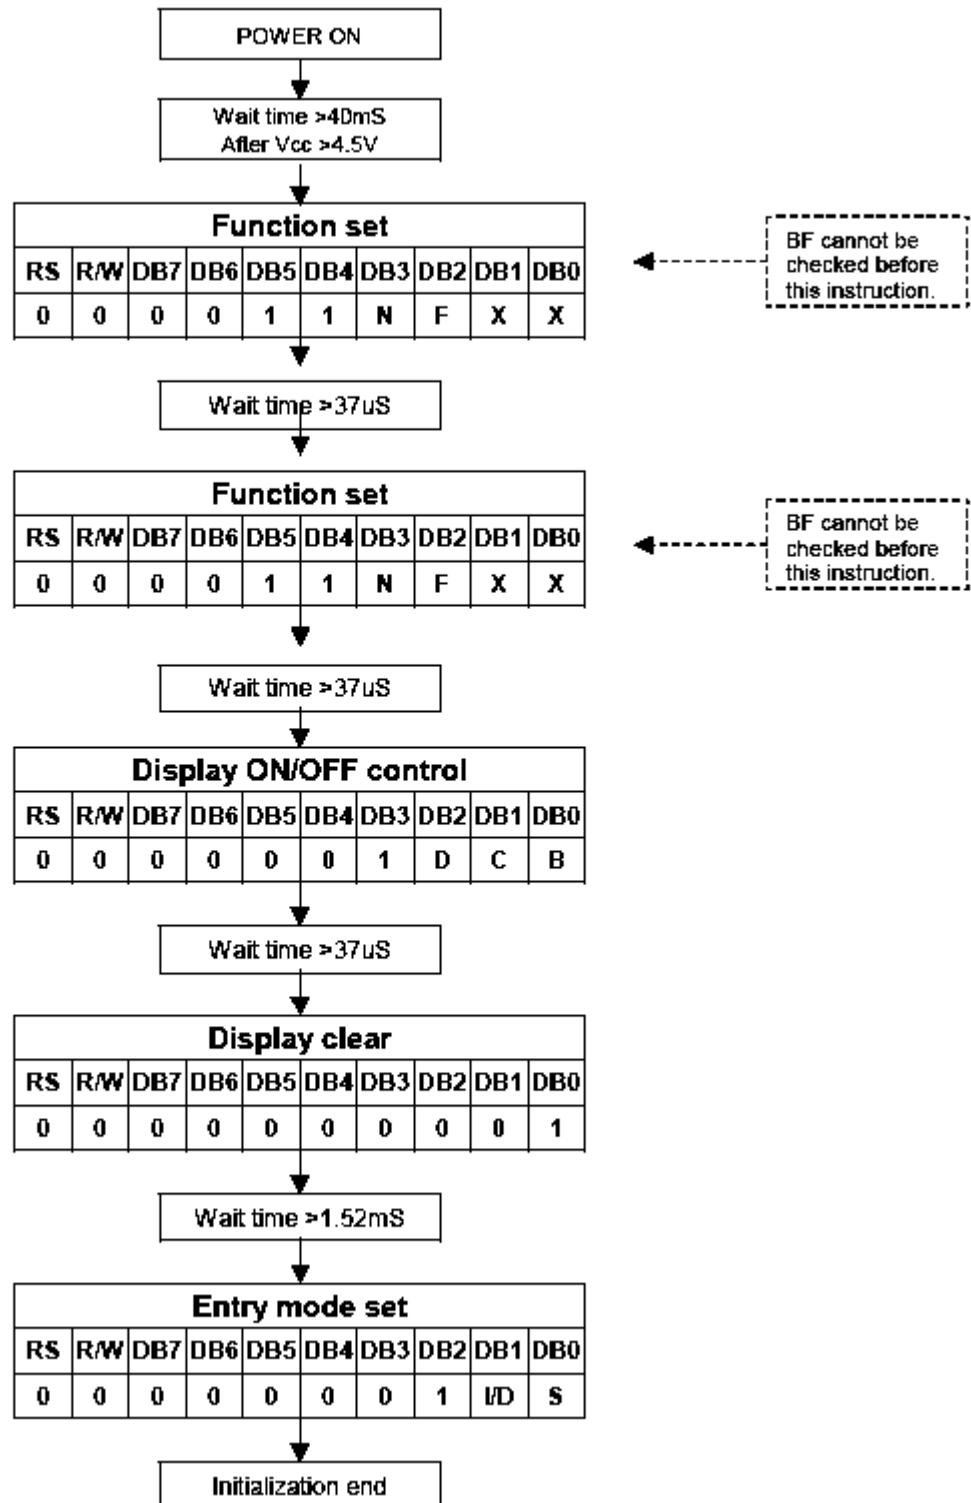 POWER ON
Wait time >40mS
After Vcc >4.5V
Function set
RS R/W DB7 DB6 DB5 DB4 DB3 DB2 DB1 DB0
0 0 0 0 1 1 N F X X
BF cannot be
checked before
this instruction.
Wait time >37uS
Function set
RS R/W DB7 DB6 DB5 DB4 DB3 DB2 DB1 DB0
0 0 0 0 1 1 N F X X
BF cannot be
checked before
this instruction.
Wait time >37uS
Display ON/OFF control
RS R/W DB7 DB6 DB5 DB4 DB3 DB2 DB1 DB0
0 0 0 0 0 0 1 D C B
Wait time >37uS
Display clear
RS R/W DB7 DB6 DB5 DB4 DB3 DB2 DB1 DB0
0 0 0 0 0 0 0 0 0 1
Wait time >1.52mS
Entry mode set
RS R/W DB7 DB6 DB5 DB4 DB3 DB2 DB1 DB0
0 0 0 0 0 0 0 1 I/D S
Initialization end